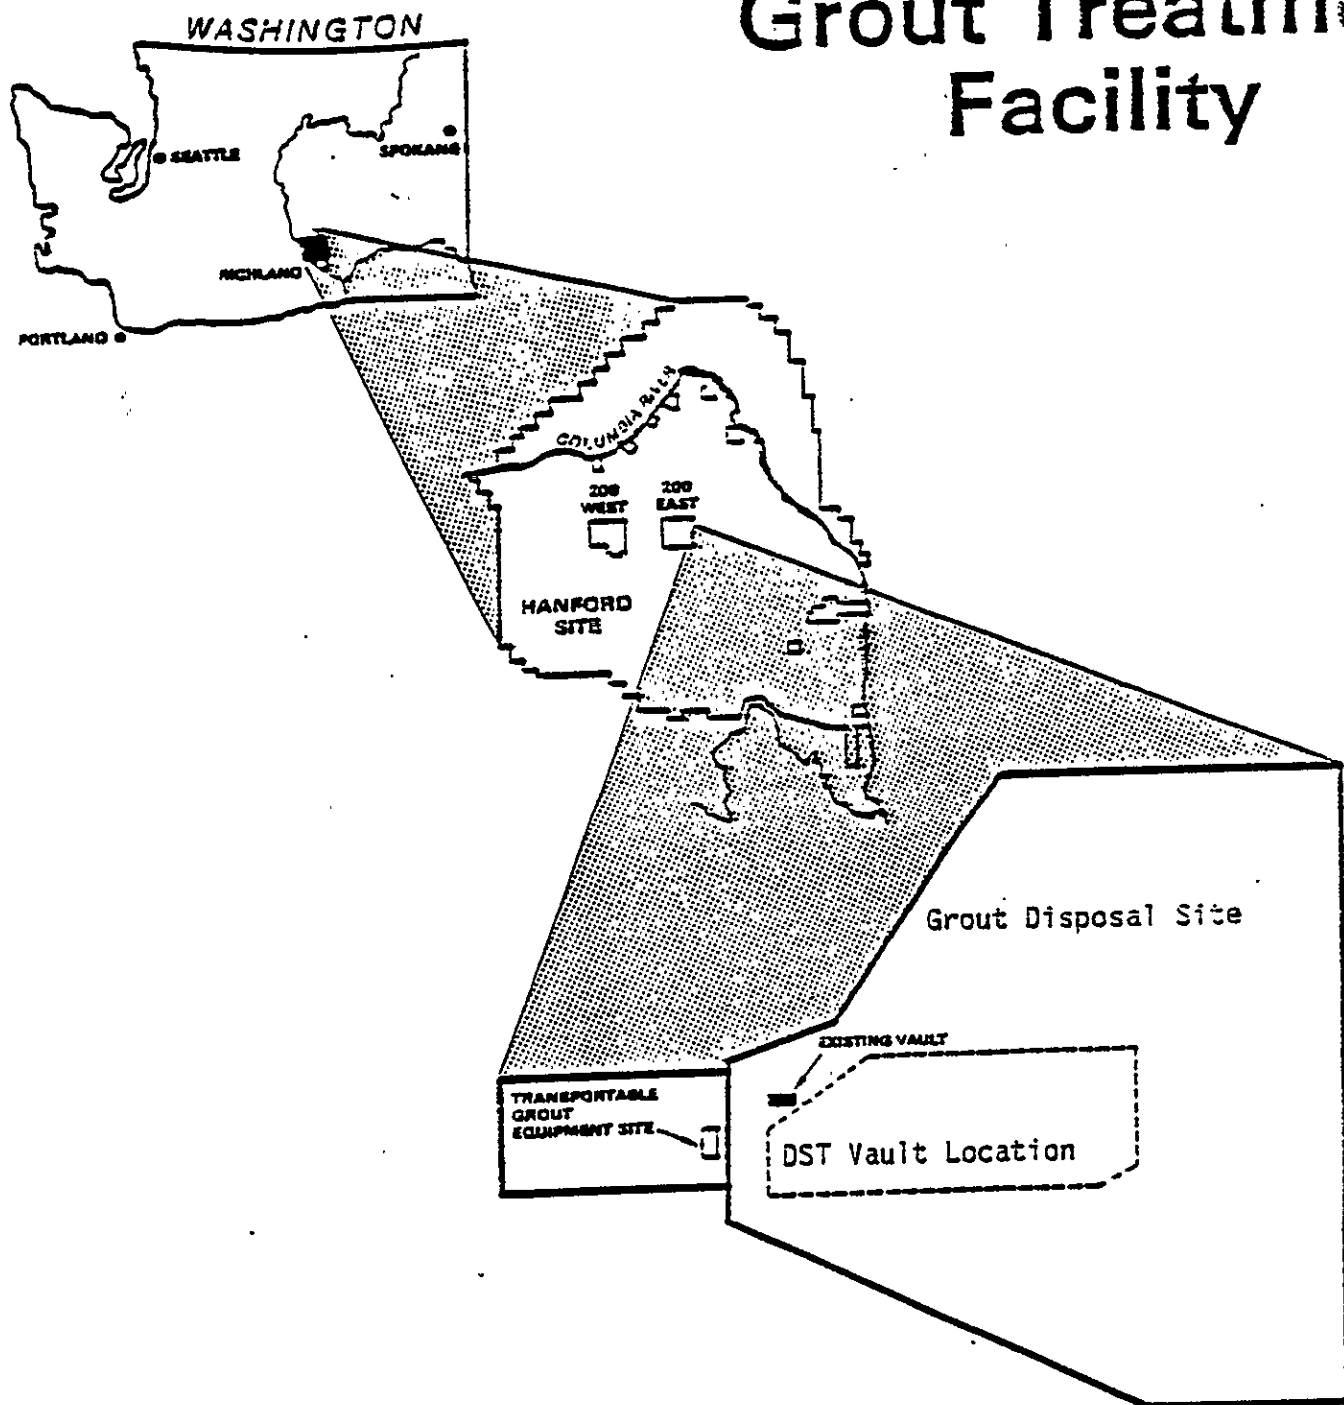 Grout Treatm
Facility
WASHINGTON
SEATTLE
SPOKANE
RICHLAND
PORTLAND
COLUMBIA RIVER
200
WEST
200
EAST
HANFORD
SITE
Grout Disposal Site
EXISTING VAULT
TRANSPORTABLE
GROUT
EQUIPMENT SITE
DST Vault Location